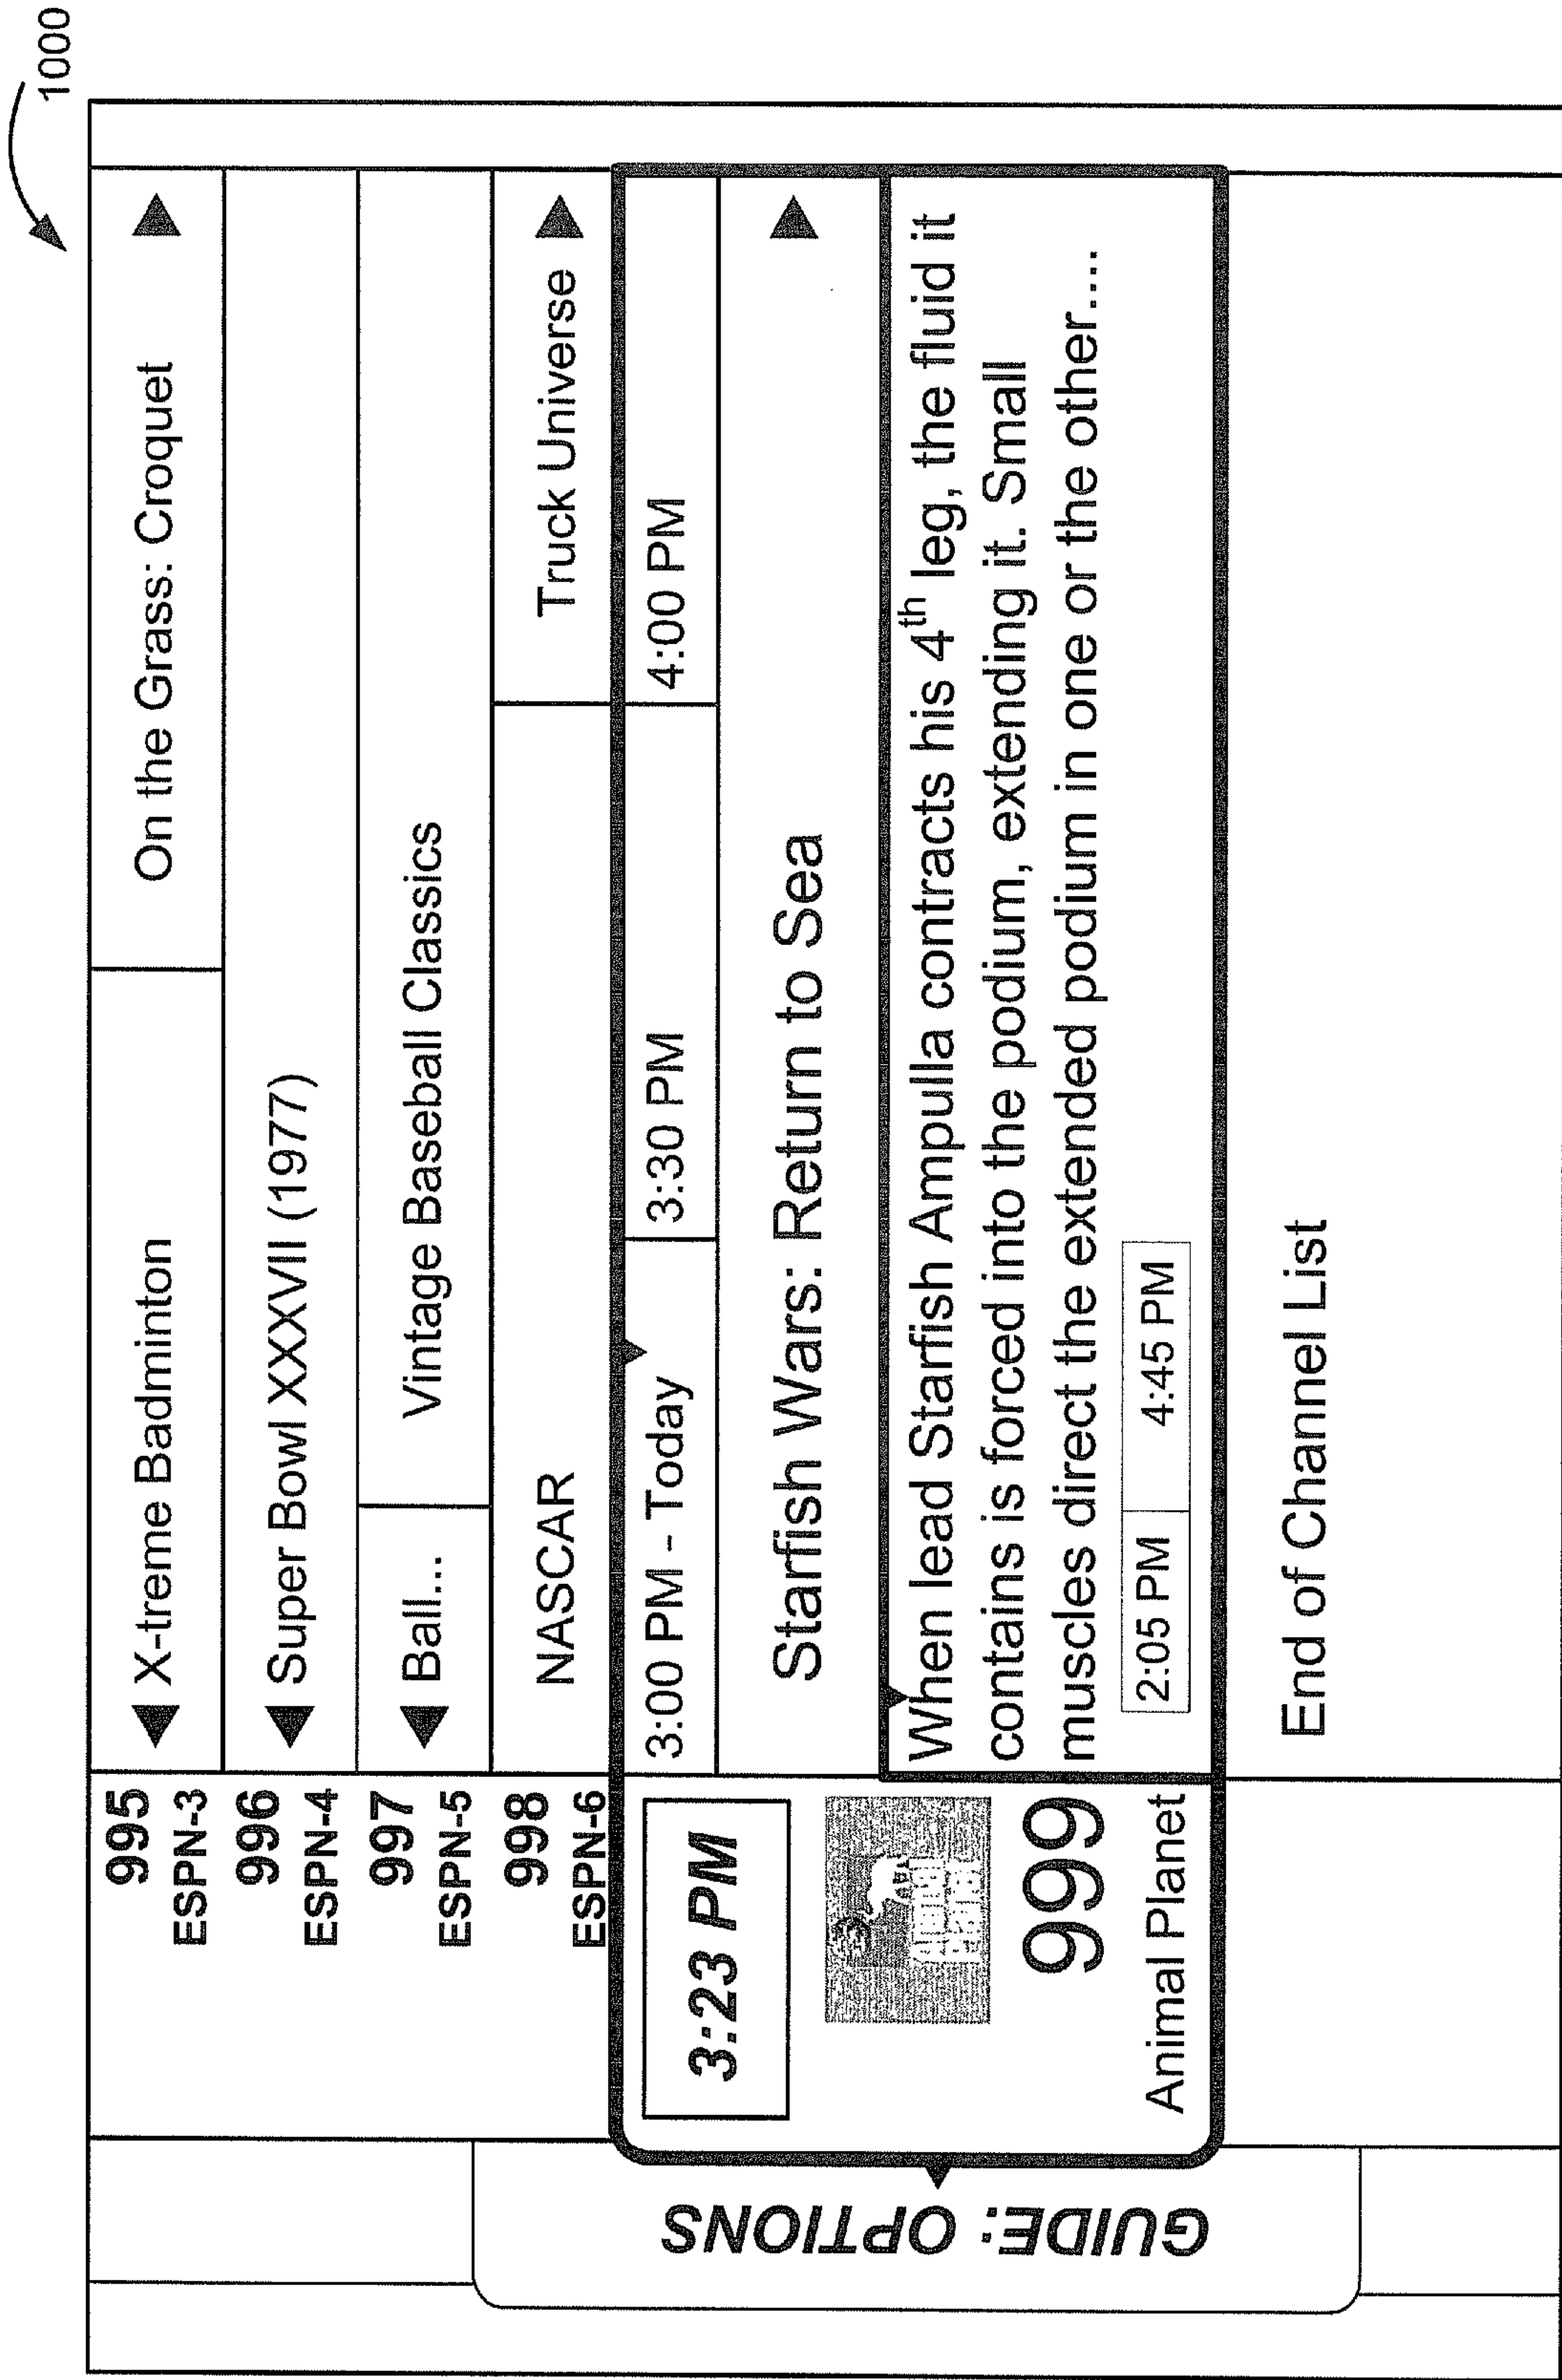 1000
995
ESPN-3
◀ X-treme Badminton
On the Grass: Croquet ▶
996
ESPN-4
◀ Super Bowl XXXVII (1977)
997
ESPN-5
◀ Ball...
Vintage Baseball Classics
998
ESPN-6
NASCAR
Truck Universe ▶
3:23 PM
3:00 PM - Today
3:30 PM
4:00 PM
Starfish Wars: Return to Sea ▶
Animal
Planet
999
Animal Planet
When lead Starfish Ampulla contracts his 4th leg, the fluid it
contains is forced into the podium, extending it. Small
muscles direct the extended podium in one or the other....
2:05 PM
4:45 PM
End of Channel List
GUIDE: OPTIONS